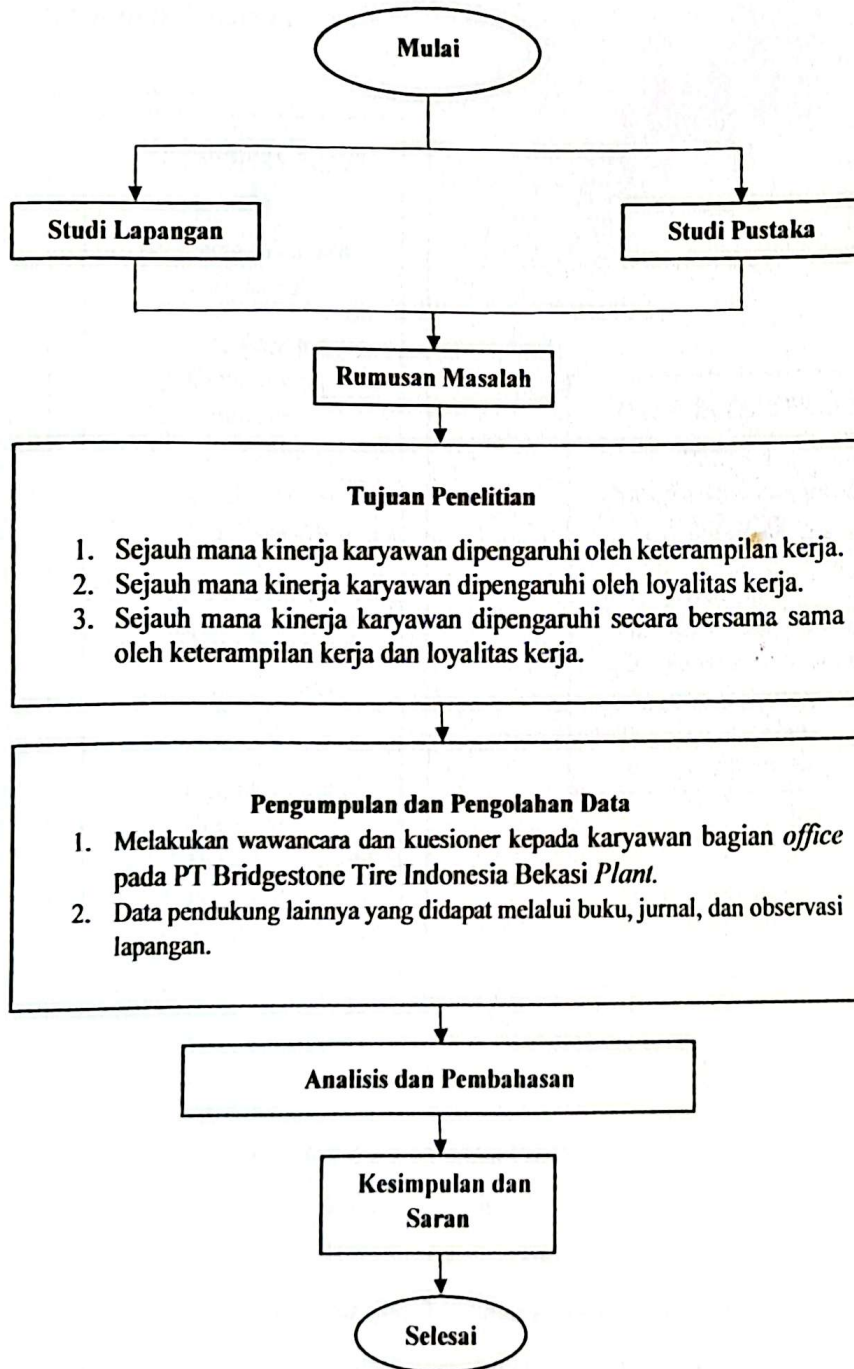 Mulai
Studi Lapangan
Studi Pustaka
Rumusan Masalah
Tujuan Penelitian
1. Sejauh mana kinerja karyawan dipengaruhi oleh keterampilan kerja.
2. Sejauh mana kinerja karyawan dipengaruhi oleh loyalitas kerja.
3. Sejauh mana kinerja karyawan dipengaruhi secara bersama sama
oleh keterampilan kerja dan loyalitas kerja.
Pengumpulan dan Pengolahan Data
1. Melakukan wawancara dan kuesioner kepada karyawan bagian office
pada PT Bridgestone Tire Indonesia Bekasi Plant.
2. Data pendukung lainnya yang didapat melalui buku, jurnal, dan observasi
lapangan.
Analisis dan Pembahasan
Kesimpulan dan
Saran
Selesai